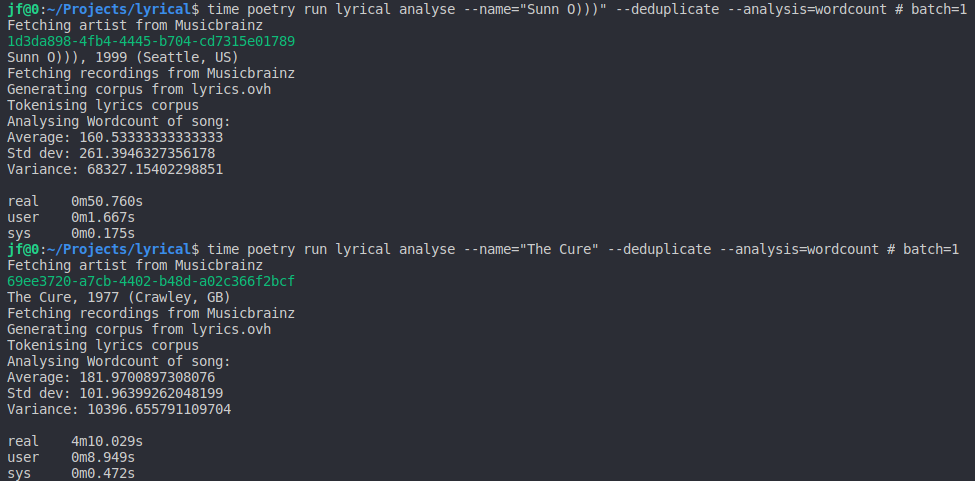 jf@0:~/Projects/lyrical$ time poetry run lyrical analyse --name="Sunn O)))" --deduplicate --analysis=wordcount # batch=1
Fetching artist from Musicbrainz
1d3da898-4fb4-4445-b704-cd7315e01789
Sunn O))), 1999 (Seattle, US)
Fetching recordings from Musicbrainz
Generating corpus from lyrics.ovh
Tokenising lyrics corpus
Analysing Wordcount of song:
Average: 160.53333333333333
Std dev: 261.3946327356178
Variance: 68327.15402298851

real    0m50.760s
user    0m1.667s
sys     0m0.175s
jf@0:~/Projects/lyrical$ time poetry run lyrical analyse --name="The Cure" --deduplicate --analysis=wordcount # batch=1
Fetching artist from Musicbrainz
69ee3720-a7cb-4402-b48d-a02c366f2bcf
The Cure, 1977 (Crawley, GB)
Fetching recordings from Musicbrainz
Generating corpus from lyrics.ovh
Tokenising lyrics corpus
Analysing Wordcount of song:
Average: 181.9700897308076
Std dev: 101.96399262048199
Variance: 10396.655791109704

real    4m10.029s
user    0m8.949s
sys     0m0.472s